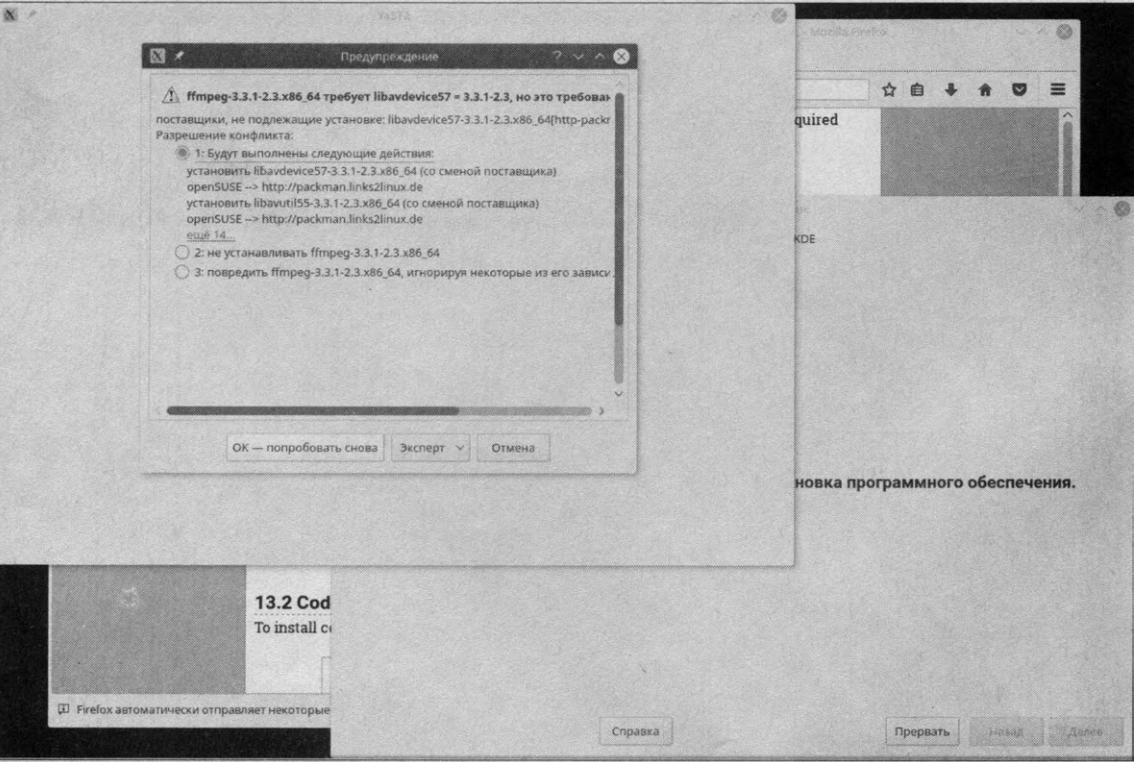 YaST2
- Mozilla Firefox
Предупреждение
ffmpeg-3.3.1-2.3.x86_64 требует libavdevice57 = 3.3.1-2.3, но это требован
поставщики, не подлежащие установке: libavdevice57-3.3.1-2.3.x86_64[http-packr
Разрешение конфликта:
1: Будут выполнены следующие действия:
установить libavdevice57-3.3.1-2.3.x86_64 (со сменой поставщика)
openSUSE --> http://packman.links2linux.de
установить libavutil55-3.3.1-2.3.x86_64 (со сменой поставщика)
openSUSE --> http://packman.links2linux.de
ещё 14...
2: не устанавливать ffmpeg-3.3.1-2.3.x86_64
3: повредить ffmpeg-3.3.1-2.3.x86_64, игнорируя некоторые из его зависи
OK — попробовать снова
Эксперт
Отмена
quired
KDE
новка программного обеспечения.
13.2 Cod
To install co
Firefox автоматически отправляет некоторые
Справка
Прервать
Назад
Далее